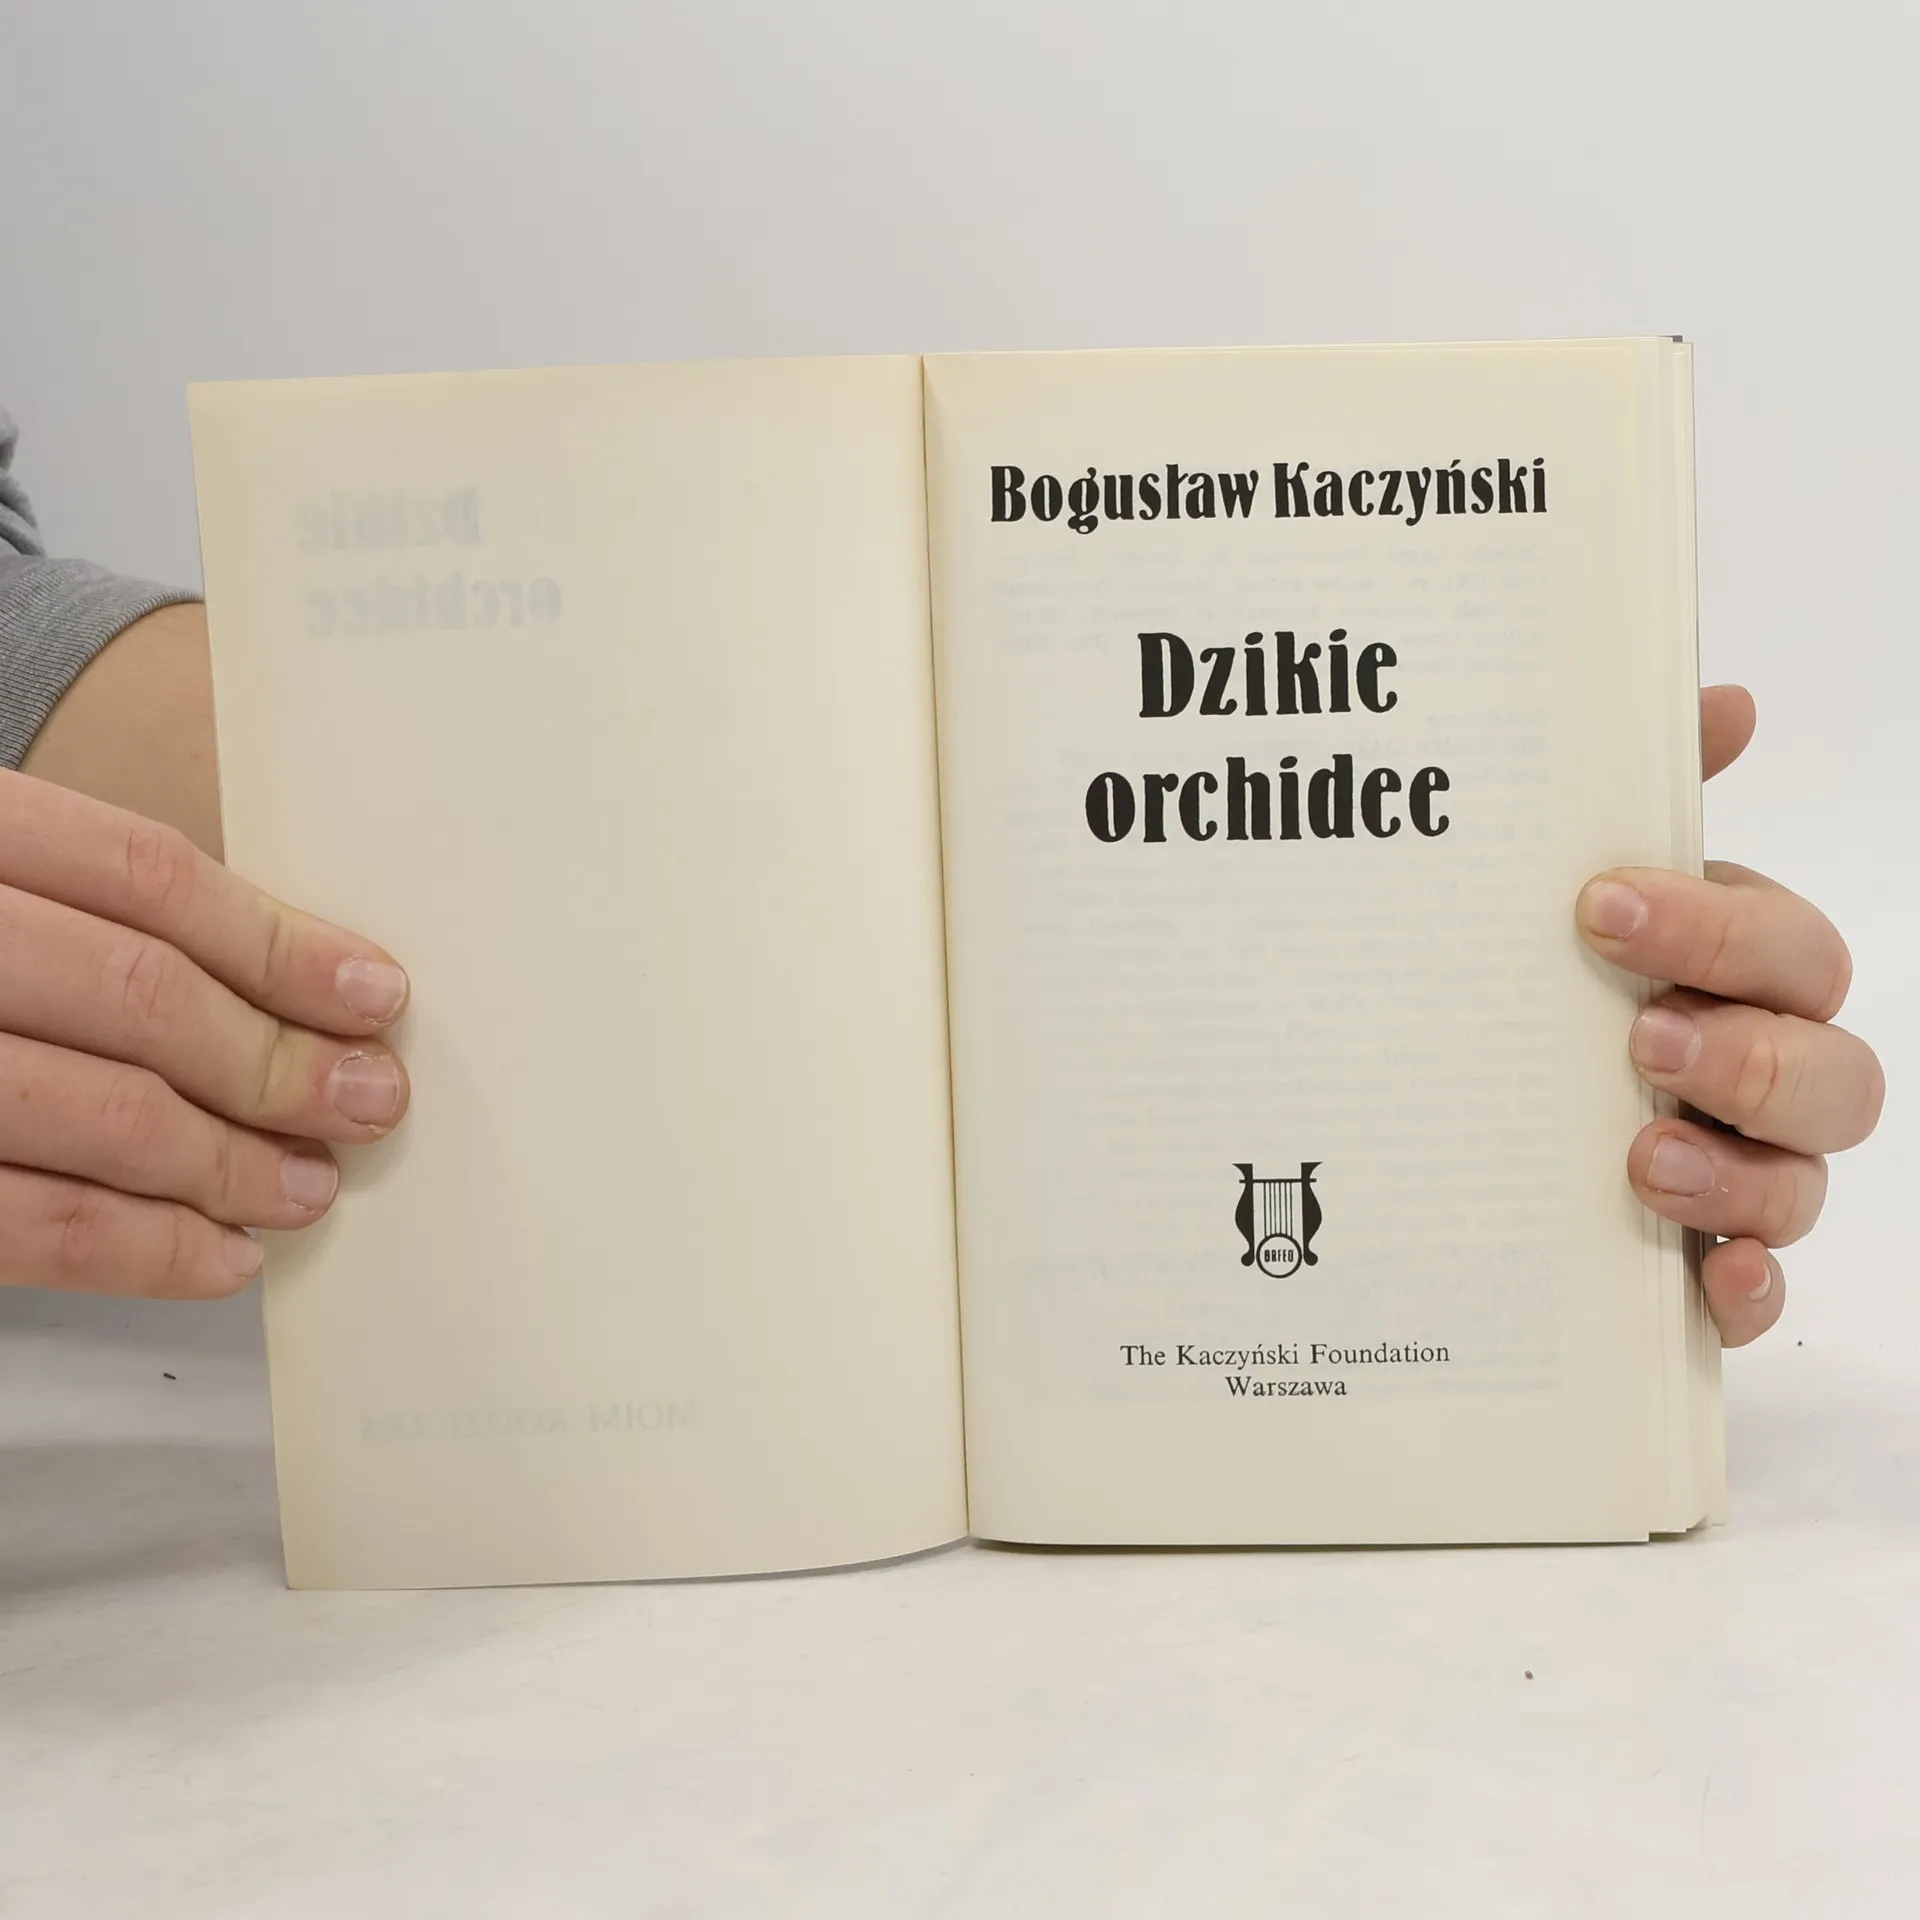 Bogusław Kaczyński
Dzikie
orchidee
ORFEO
The Kaczyński Foundation
Warszawa